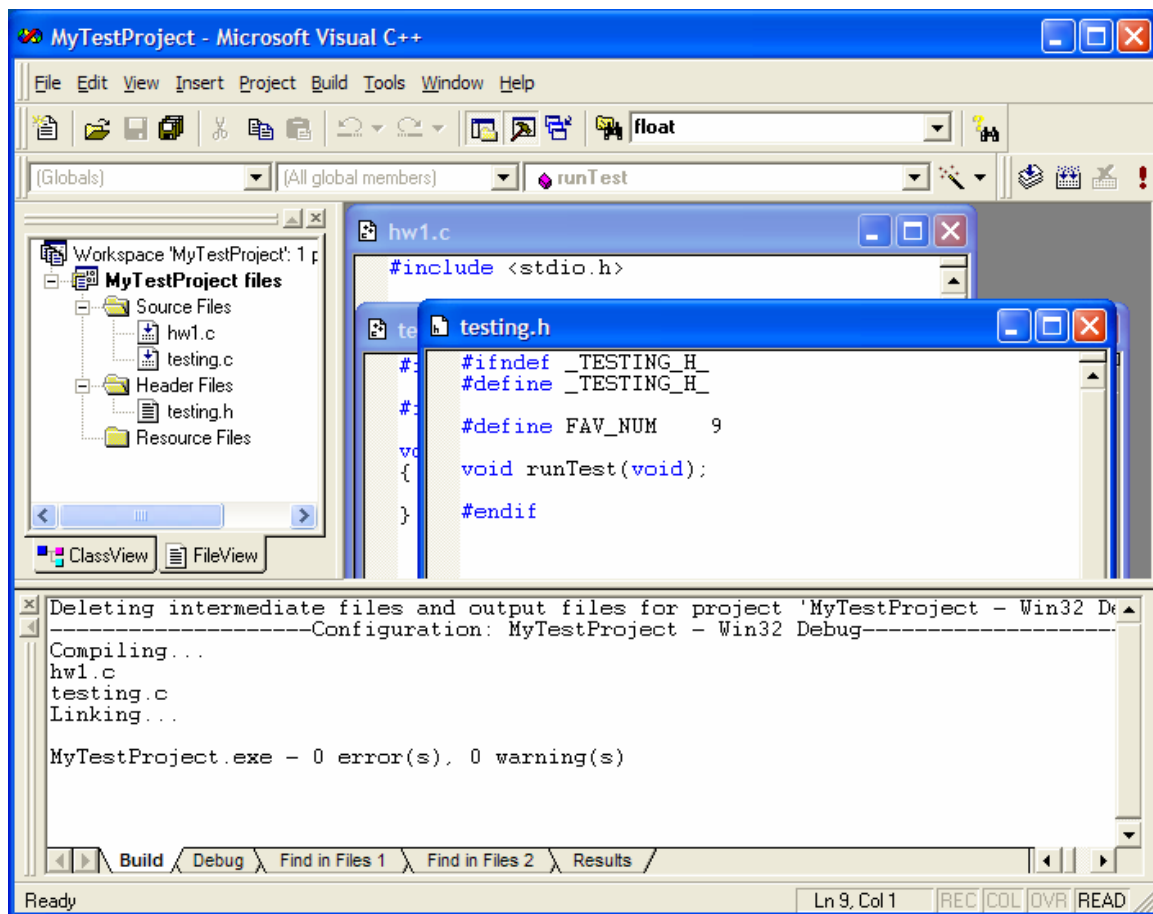 MyTestProject - Microsoft Visual C++
File Edit View Insert Project Build Tools Window Help
float
(Globals) (All global members) runTest
Workspace 'MyTestProject': 1 p
MyTestProject files
Source Files
hw1.c
testing.c
Header Files
testing.h
Resource Files
ClassView FileView
hw1.c
#include <stdio.h>
te
#i
#i
vo
{
}
testing.h
#ifndef _TESTING_H_
#define _TESTING_H_
#define FAV_NUM 9
void runTest(void);
#endif
Deleting intermediate files and output files for project 'MyTestProject - Win32 De
--------------------Configuration: MyTestProject - Win32 Debug--------------------
Compiling...
hw1.c
testing.c
Linking...
MyTestProject.exe - 0 error(s), 0 warning(s)
Build Debug Find in Files 1 Find in Files 2 Results
Ready Ln 9, Col 1 REC COL OVR READ